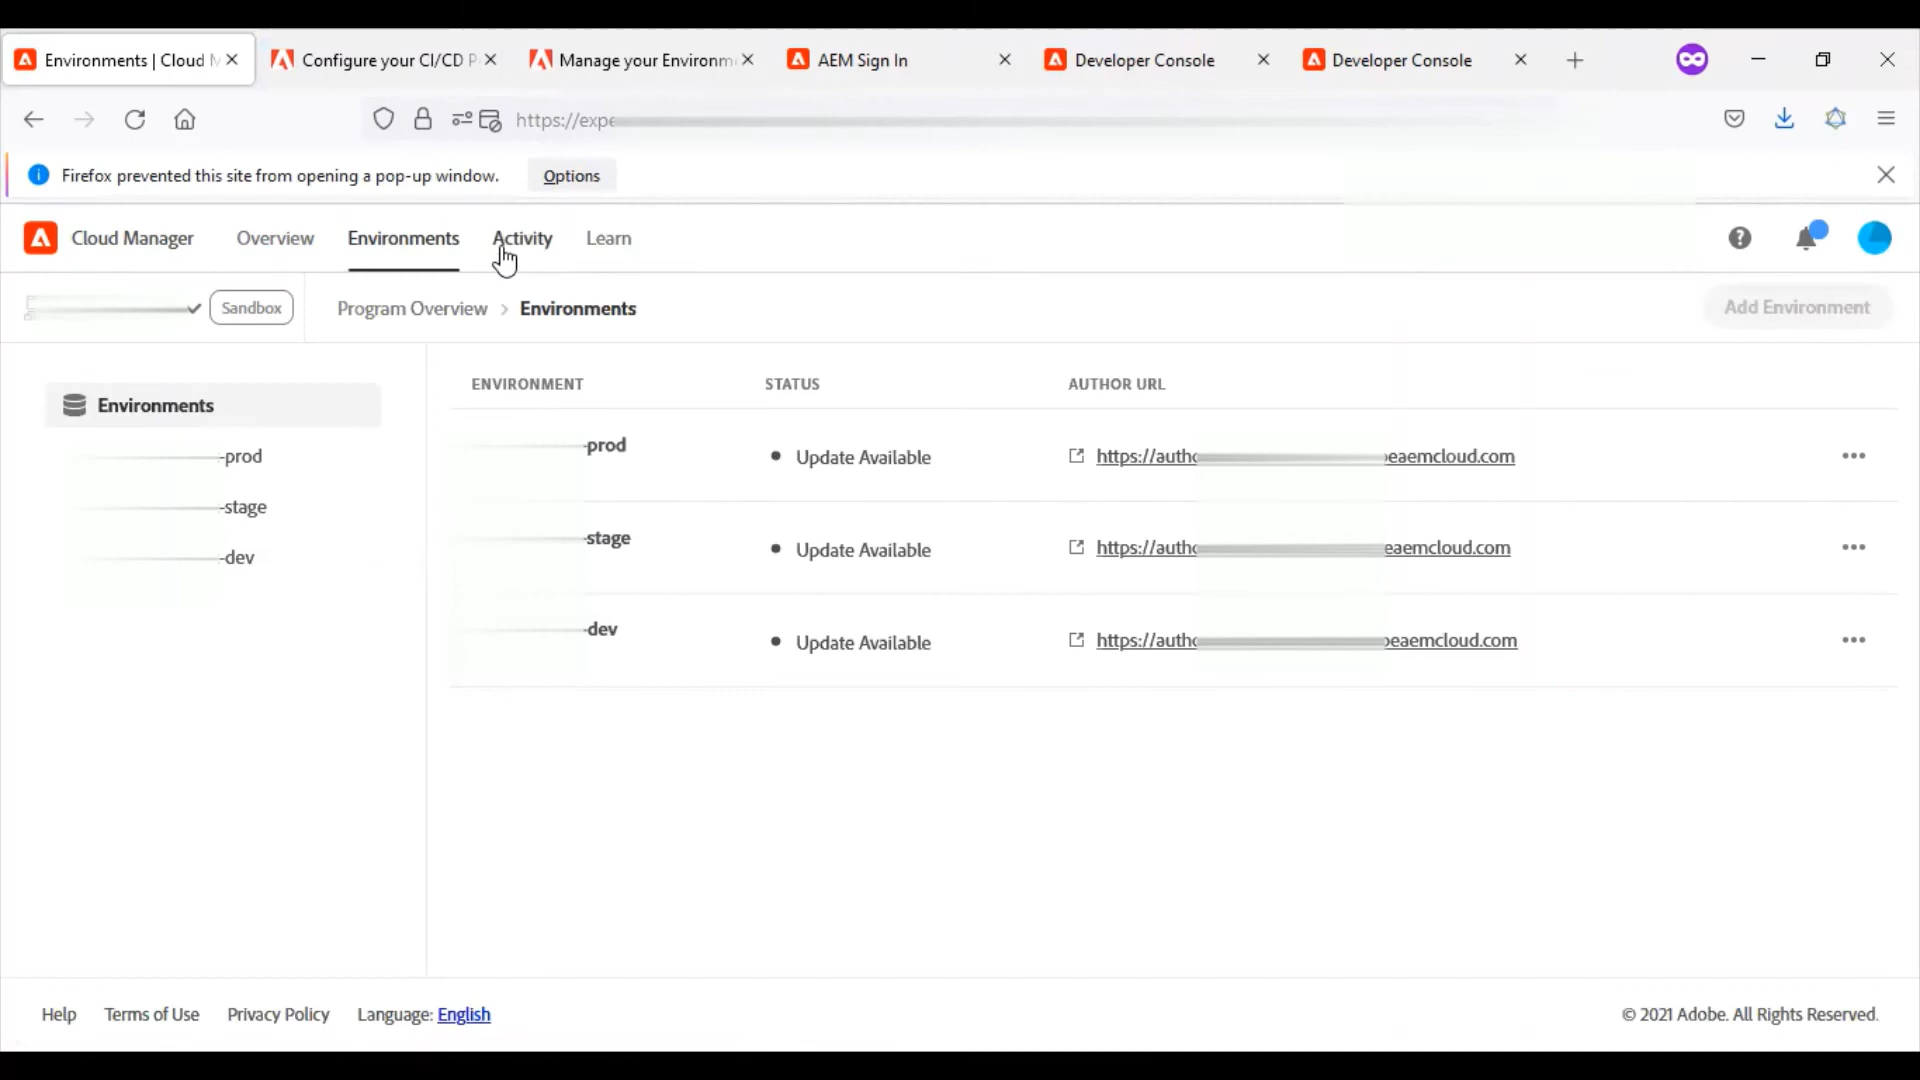 Environments | Cloud M
Configure your CI/CD P
Manage your Environm
AEM Sign In
Developer Console
Developer Console
https://expe
Firefox prevented this site from opening a pop-up window.
Options
Cloud Manager
Overview
Environments
Activity
Learn
Sandbox
Program Overview > Environments
Add Environment
Environments
-prod
-stage
-dev
ENVIRONMENT STATUS AUTHOR URL
-prod Update Available https://autho eaemcloud.com
-stage Update Available https://autho eaemcloud.com
-dev Update Available https://autho eaemcloud.com
Help Terms of Use Privacy Policy Language: English
© 2021 Adobe. All Rights Reserved.